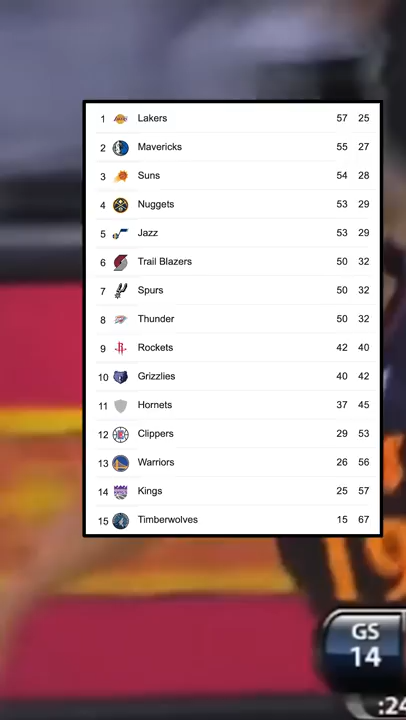 1 Lakers 57 25
2 Mavericks 55 27
3 Suns 54 28
4 Nuggets 53 29
5 Jazz 53 29
6 Trail Blazers 50 32
7 Spurs 50 32
8 Thunder 50 32
9 Rockets 42 40
10 Grizzlies 40 42
11 Hornets 37 45
12 Clippers 29 53
13 Warriors 26 56
14 Kings 25 57
15 Timberwolves 15 67
GS
14
:24